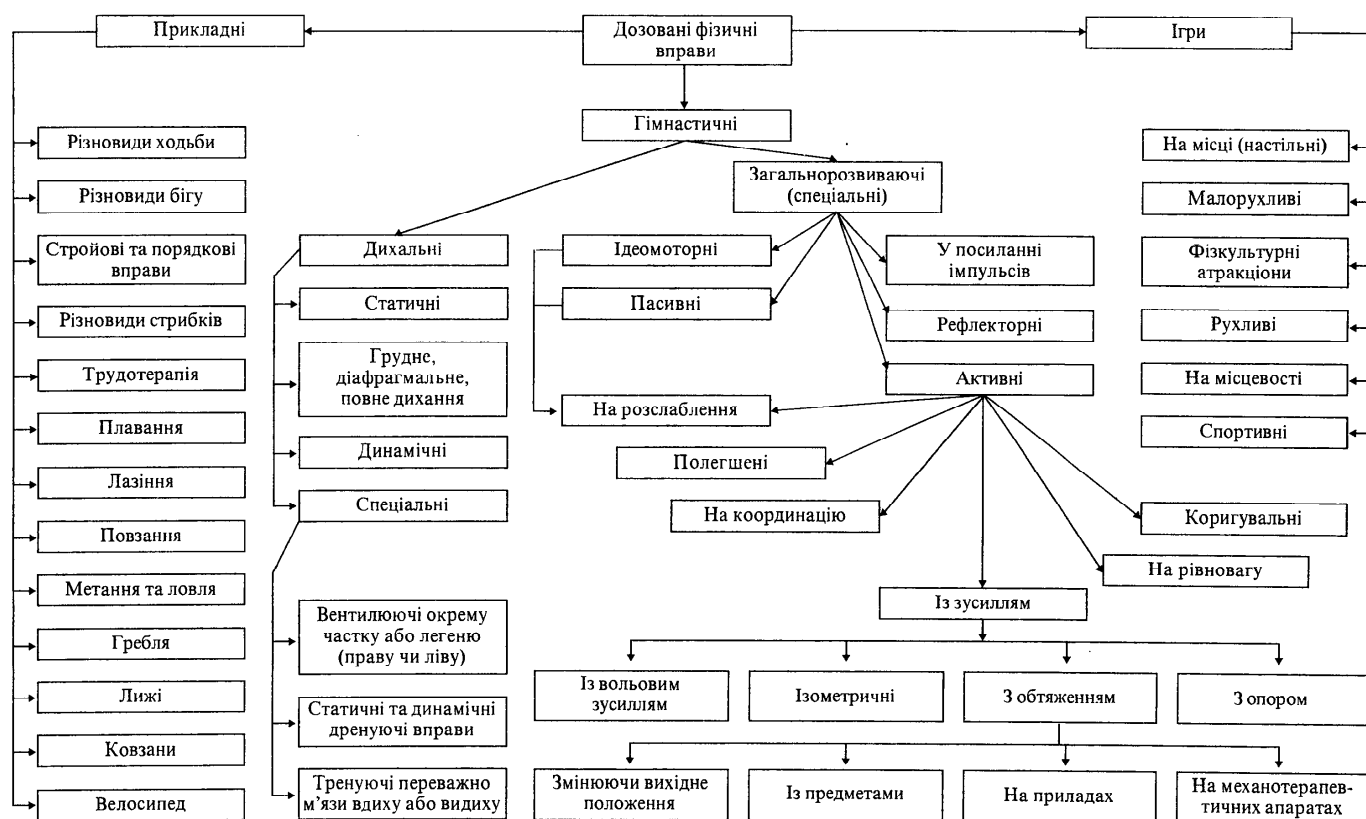 Прикладні
Дозовані фізичні
вправи
Ігри
Гімнастичні
Різновиди ходьби
Різновиди бігу
Стройові та порядкові
вправи
Різновиди стрибків
Трудотерапія
Плавання
Лазіння
Повзання
Метання та ловля
Гребля
Лижі
Ковзани
Велосипед
Дихальні
Статичні
Грудне,
діафрагмальне,
повне дихання
Динамічні
Спеціальні
Вентилюючі окрему
частку або легеню
(праву чи ліву)
Статичні та динамічні
дренуючі вправи
Тренуючі переважно
м’язи вдиху або видиху
Загальнорозвиваючі
(спеціальні)
Ідеомоторні
Пасивні
У посиланні
імпульсів
Рефлекторні
Активні
На розслаблення
Полегшені
На координацію
Із зусиллям
На рівновагу
Коригувальні
Із вольовим
зусиллям
Ізометричні
З обтяженням
З опором
Змінюючи вихідне
положення
Із предметами
На приладах
На механотерапев-
тичних апаратах
На місці (настільні)
Малорухливі
Фізкультурні
атракціони
Рухливі
На місцевості
Спортивні